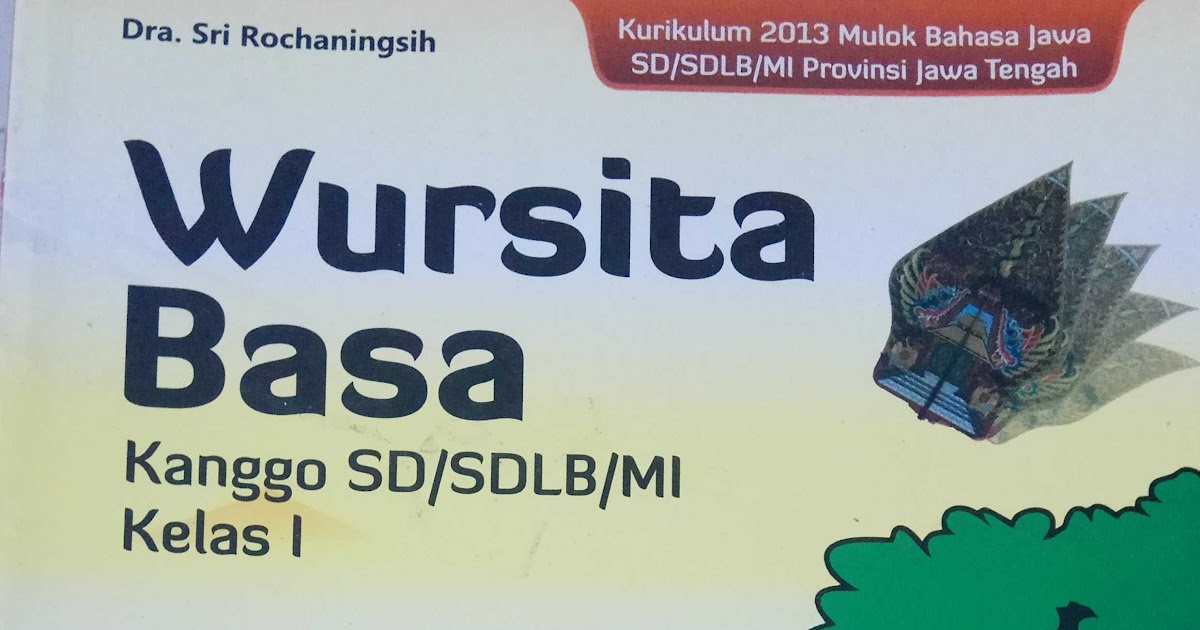 Dra. Sri Rochaningsih
Kurikulum 2013 Mulok Bahasa Jawa
SD/SDLB/MI Provinsi Jawa Tengah
Wursita
Basa
Kanggo SD/SDLB/MI
Kelas I